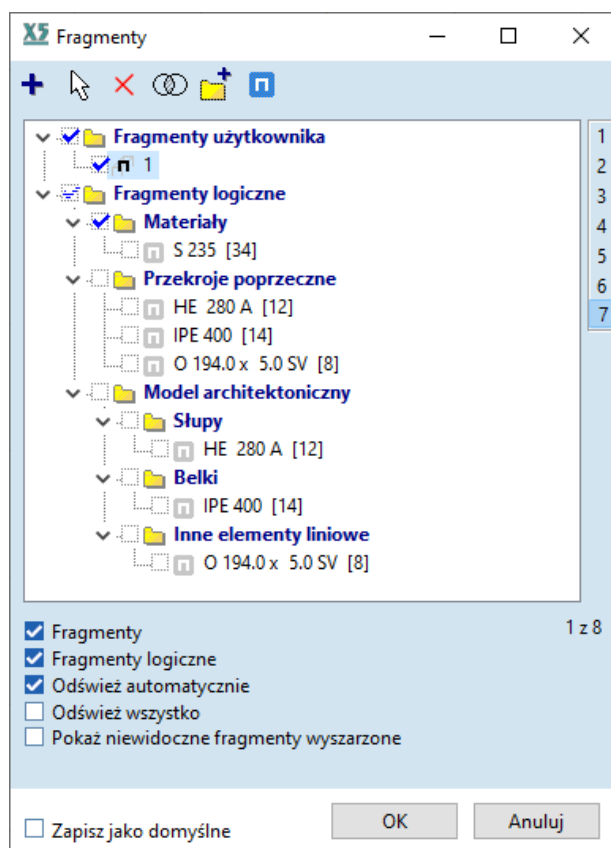 X5 Fragmenty
Fragmenty użytkownika
1
Fragmenty logiczne
Materiały
S 235 [34]
Przekroje poprzeczne
HE 280 A [12]
IPE 400 [14]
O 194.0 x 5.0 SV [8]
Model architektoniczny
Słupy
HE 280 A [12]
Belki
IPE 400 [14]
Inne elementy liniowe
O 194.0 x 5.0 SV [8]
1
2
3
4
5
6
7
Fragmenty
1 z 8
Fragmenty logiczne
Odśwież automatycznie
Odśwież wszystko
Pokaż niewidoczne fragmenty wyszarzone
Zapisz jako domyślne
OK
Anuluj